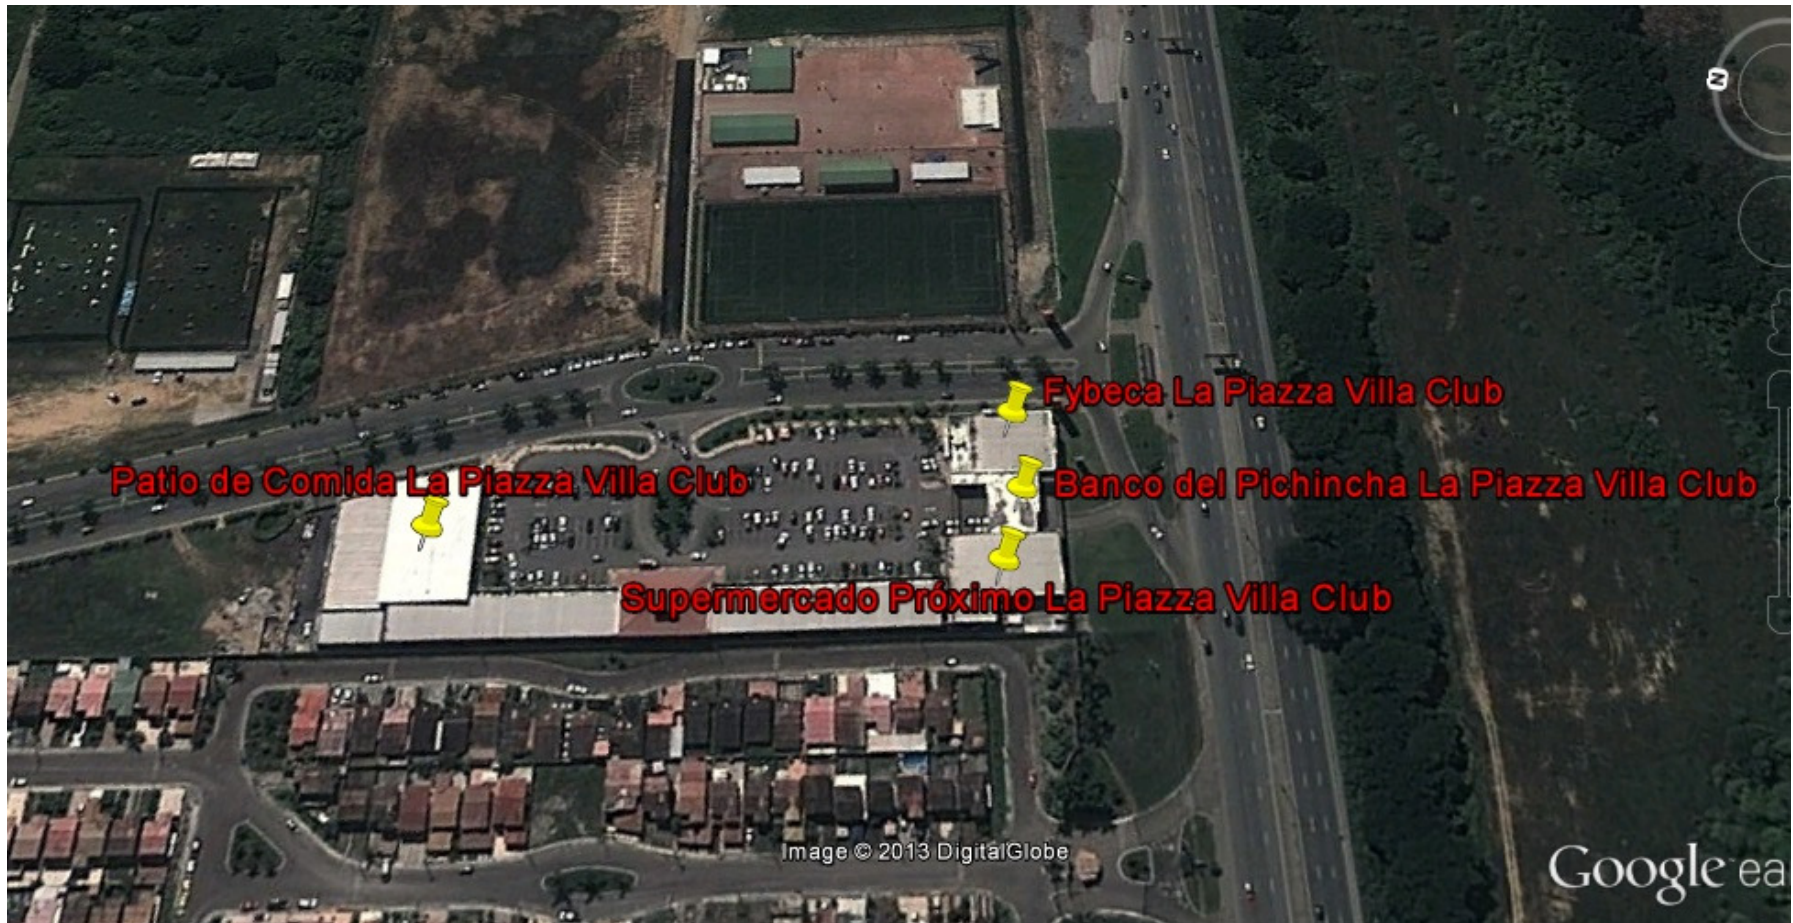 N
Fybeca La Piazza Villa Club
Patio de Comida La Piazza Villa Club
Banco del Pichincha La Piazza Villa Club
Supermercado Próximo La Piazza Villa Club
Image © 2013 DigitalGlobe
Google ea